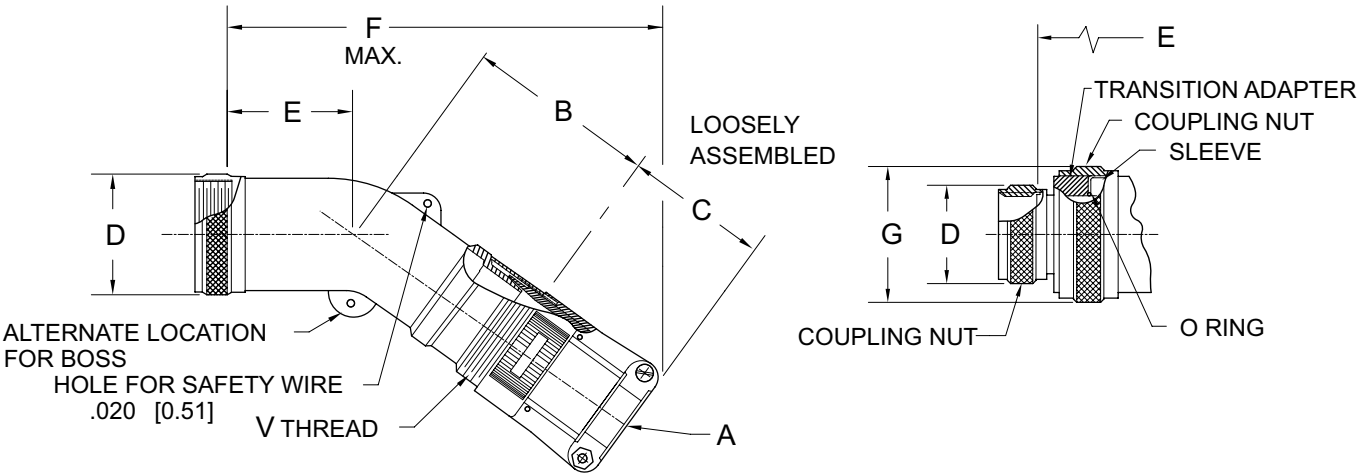 F
MAX.
E
B
LOOSELY
ASSEMBLED
C
D
ALTERNATE LOCATION
FOR BOSS
HOLE FOR SAFETY WIRE
.020 [0.51]
V THREAD
A
E
TRANSITION ADAPTER
COUPLING NUT
SLEEVE
G
D
COUPLING NUT
O RING